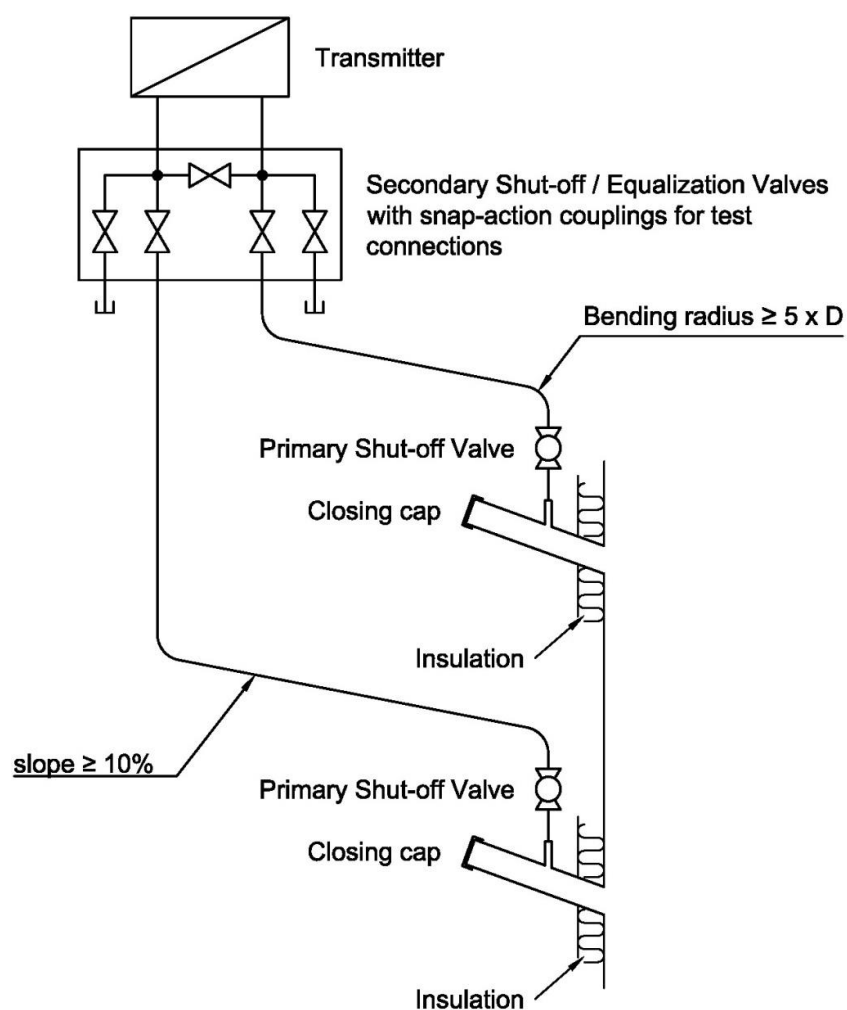 Transmitter
Secondary Shut-off / Equalization Valves
with snap-action couplings for test
connections
Bending radius ≥ 5 x D
Primary Shut-off Valve
Closing cap
Insulation
slope ≥ 10%
Primary Shut-off Valve
Closing cap
Insulation